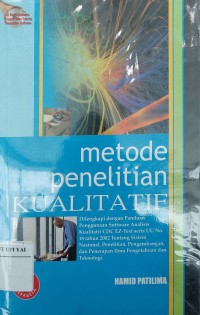 metode
penelitian
KUALITATIF
Dilengkapi dengan Panduan
Penggunaan Software Analisis
Kualitatif CDC EZ-Text serta UU No.
18 tahun 2002 Tentang Sistem
Nasional, Penelitian, Pengembangan,
dan Penerapan Ilmu Pengetahuan dan
Teknologi
HAMID PATILIMA